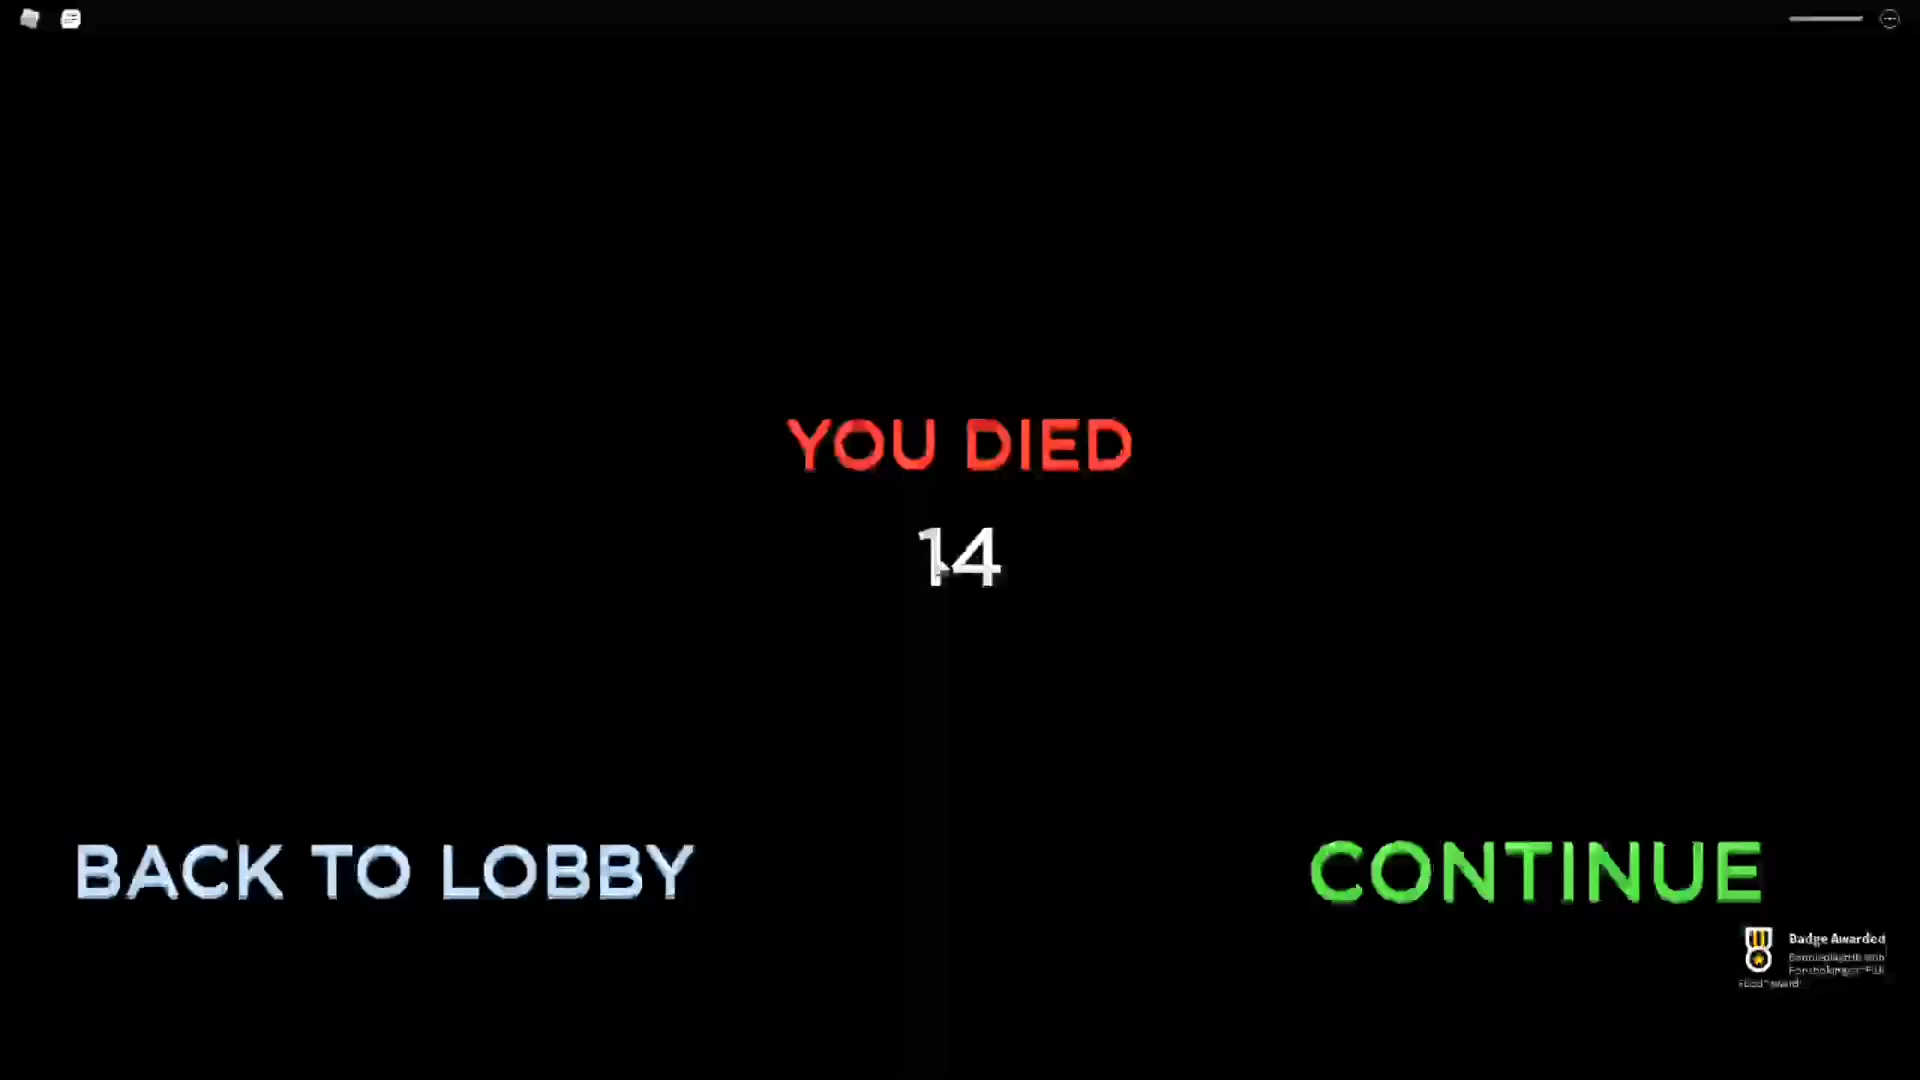 YOU DIED
14
BACK TO LOBBY
CONTINUE
Badge Awarded